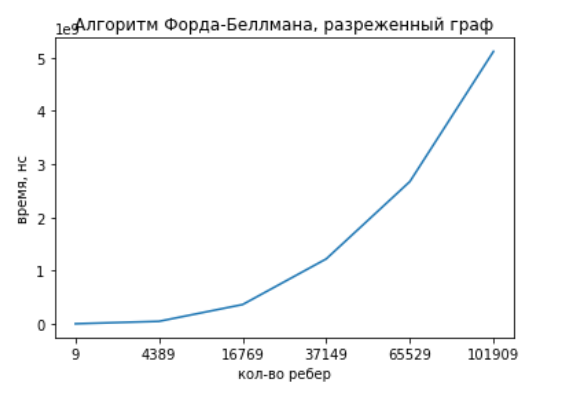 Алгоритм Форда-Беллмана, разреженный граф
1e9
5
4
3
2
1
0
время, нс
9 4389 16769 37149 65529 101909
кол-во ребер